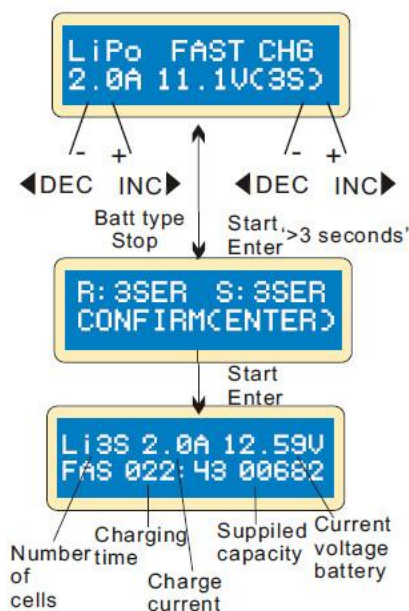 LiPo FAST CHG
2.0A 11.1V(3S)
- + - +
◀DEC INC▶ ◀DEC INC▶
Batt type Start '>3 seconds'
Stop Enter
R: 3SER S: 3SER
CONFIRM(ENTER)
Start
Enter
Li3S 2.0A 12.59V
FAS 022:43 00682
Number of cells
Charging time
Charge current
Suppiled capacity
Current voltage battery